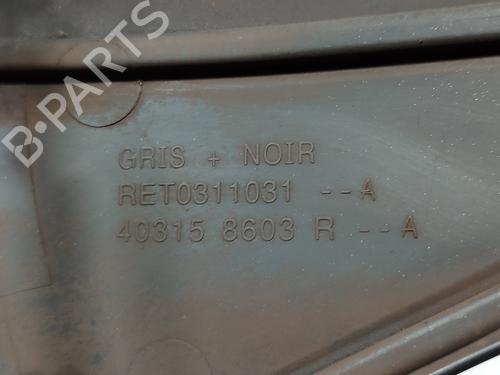 B-PARTS
GRIS + NOIR
RET0311031 --A
40315 8603 R --A